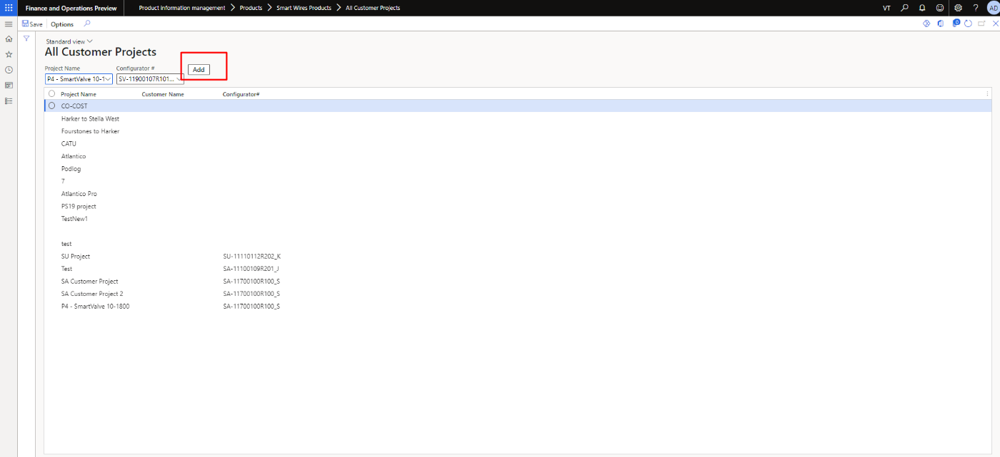 Finance and Operations Preview Product information management Products Smart Wires Products All Customer Projects VT ? AD
Save Options 0
Standard view
All Customer Projects
Project Name Configurator #
P4 - SmartValve 10-1 SV-11900107R101... Add
Project Name Customer Name Configurator#
CO-COST
Harker to Stella West
Fourstones to Harker
CATU
Atlantico
Podlog
7
Atlantico Pro
PS19 project
TestNew1
test
SU Project SU-11110112R202_K
Test SA-11100109R201_J
SA Customer Project SA-11700100R100_S
SA Customer Project 2 SA-11700100R100_S
P4 - SmartValve 10-1800 SA-11700100R100_S